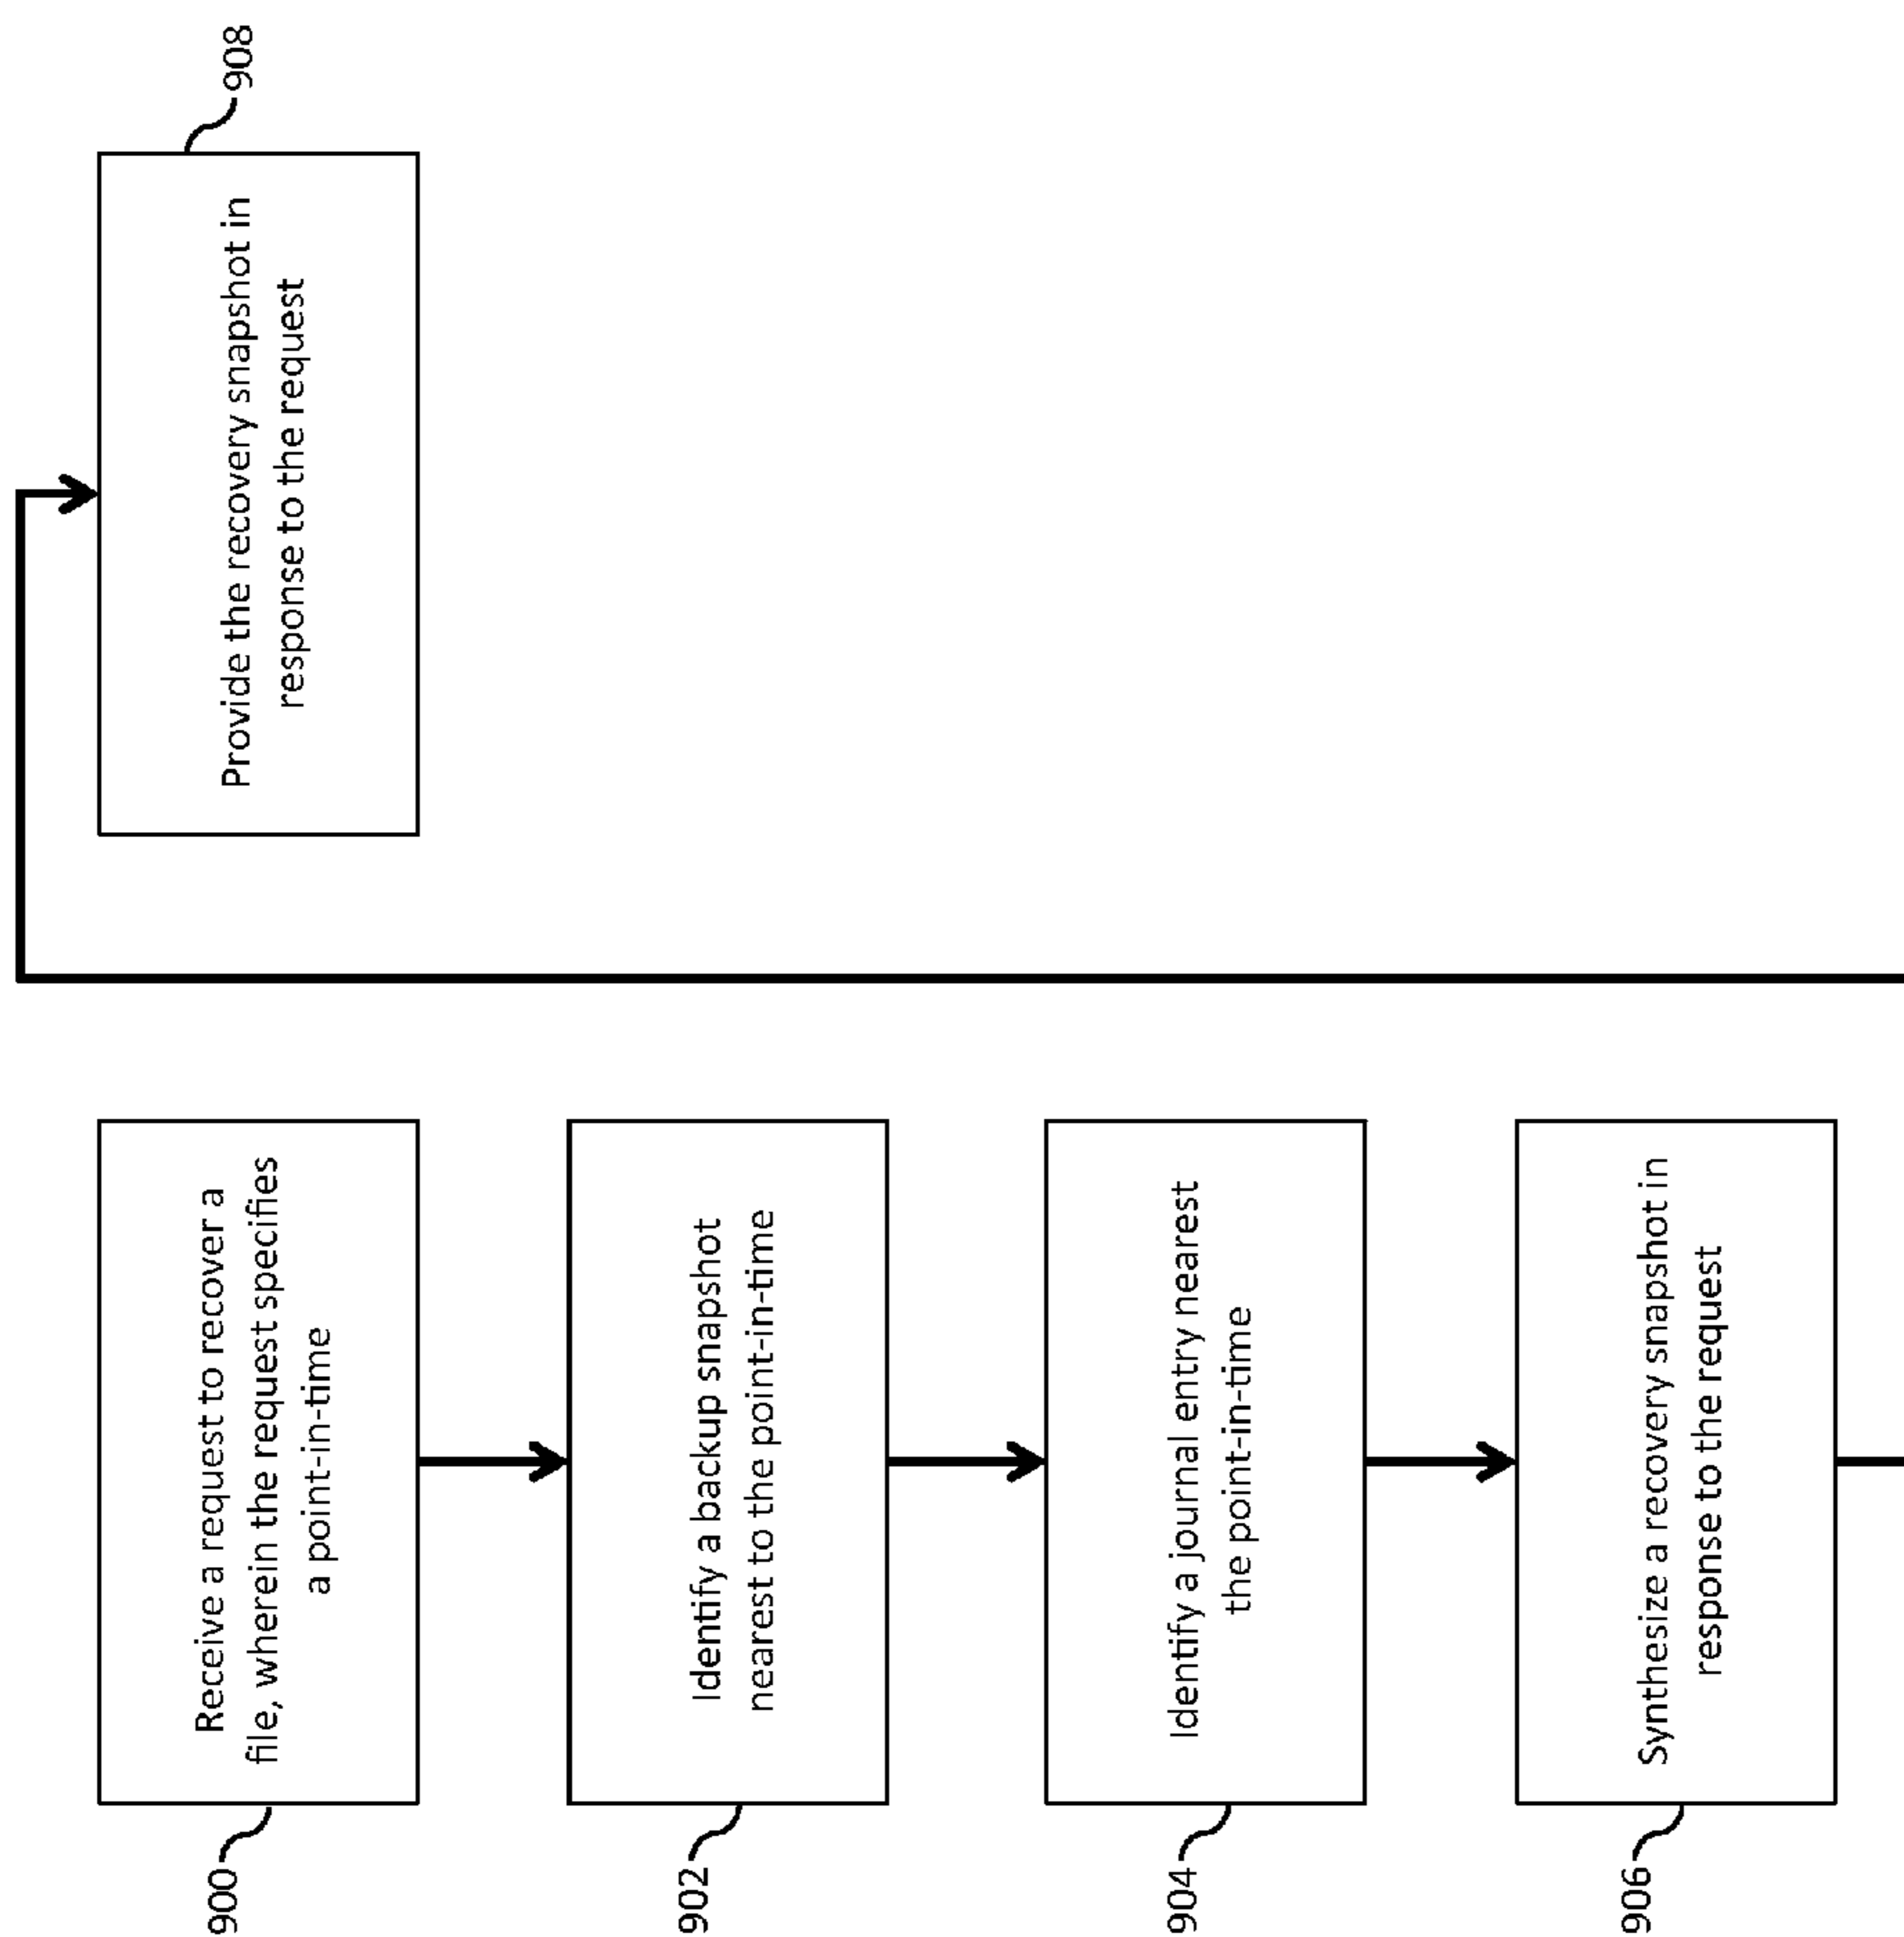 900
Receive a request to recover a
file, wherein the request specifies
a point-in-time
902
Identify a backup snapshot
nearest to the point-in-time
904
Identify a journal entry nearest
the point-in-time
906
Synthesize a recovery snapshot in
response to the request
Provide the recovery snapshot in
response to the request
908